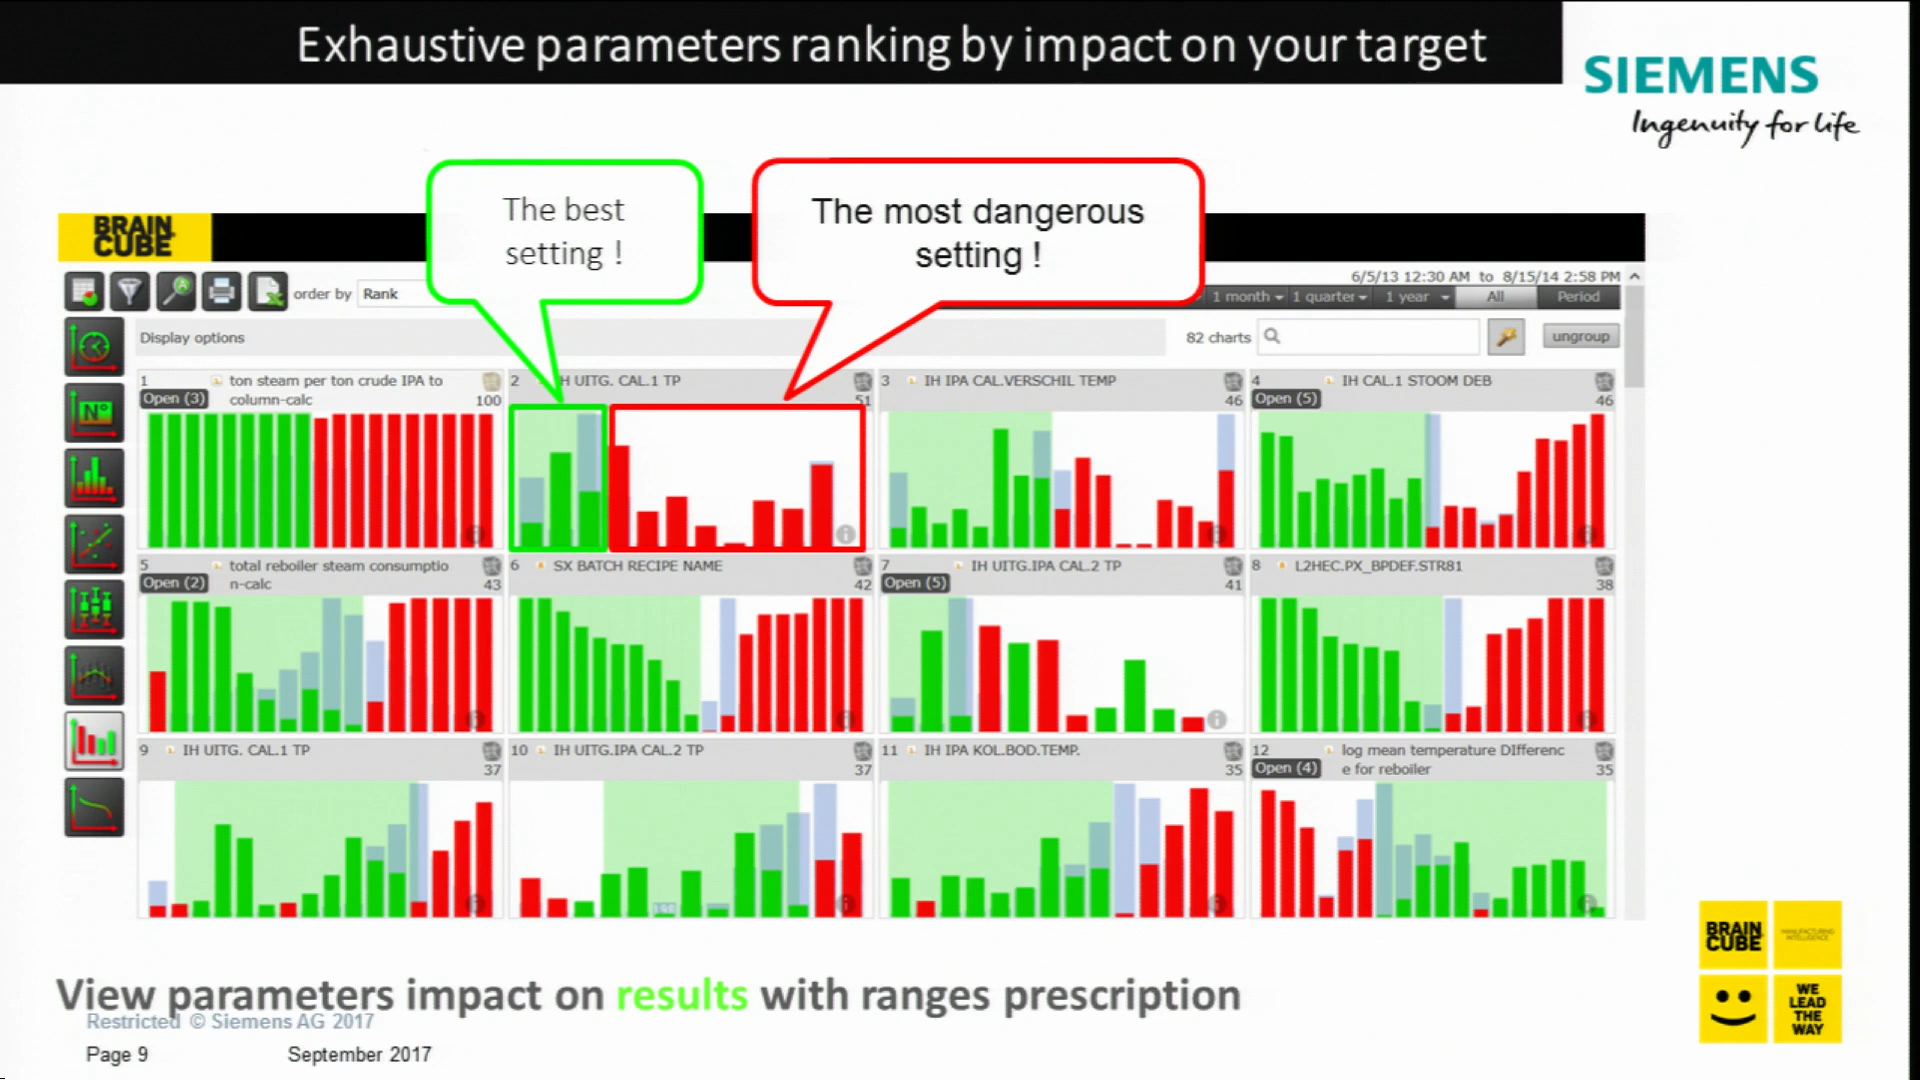 Exhaustive parameters ranking by impact on your target
SIEMENS
Ingenuity for life
The best
setting !
The most dangerous
setting !
BRAIN
CUBE
6/5/13 12:30 AM to 8/15/14 2:58 PM
order by Rank
1 month 1 quarter 1 year All Period
Display options
82 charts
ungroup
1 ton steam per ton crude IPA to
Open (3) column-calc 100
2 IH UITG. CAL.1 TP
51
3 IH IPA CAL.VERSCHIL TEMP
46
4 IH CAL.1 STOOM DEB
Open (5) 46
5 total reboiler steam consumptio
Open (2) n-calc 43
6 SX BATCH RECIPE NAME
42
7 IH UITG.IPA CAL.2 TP
Open (5) 41
8 L2HEC.PX_BPDEF.STR81
38
9 IH UITG. CAL.1 TP
37
10 IH UITG.IPA CAL.2 TP
37
11 IH IPA KOL.BOD.TEMP.
35
12 log mean temperature DIfferenc
Open (4) e for reboiler 35
View parameters impact on results with ranges prescription
Restricted © Siemens AG 2017
Page 9 September 2017
BRAIN
CUBE
MANUFACTURING
INTELLIGENCE
WE
LEAD
THE
WAY